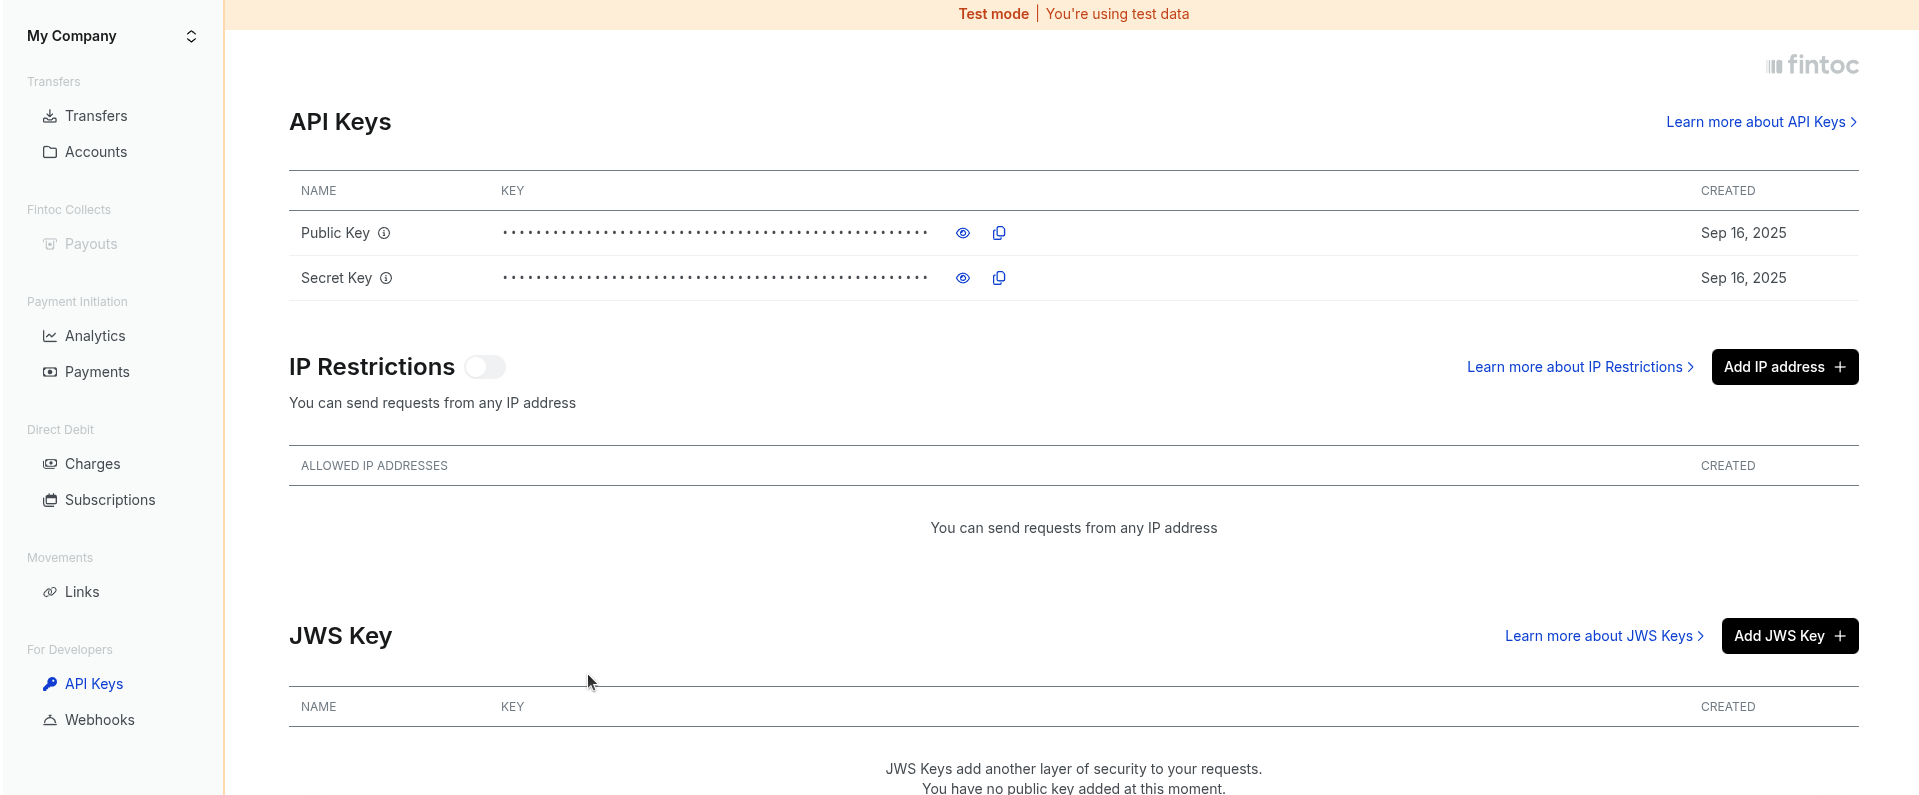 Test mode | You're using test data
My Company
Transfers
Transfers
Accounts
Fintoc Collects
Payouts
Payment Initiation
Analytics
Payments
Direct Debit
Charges
Subscriptions
Movements
Links
For Developers
API Keys
Webhooks
fintoc
API Keys
Learn more about API Keys
NAME KEY CREATED
Public Key Sep 16, 2025
Secret Key Sep 16, 2025
IP Restrictions
Learn more about IP Restrictions
Add IP address
You can send requests from any IP address
ALLOWED IP ADDRESSES CREATED
You can send requests from any IP address
JWS Key
Learn more about JWS Keys
Add JWS Key
NAME KEY CREATED
JWS Keys add another layer of security to your requests.
You have no public key added at this moment.